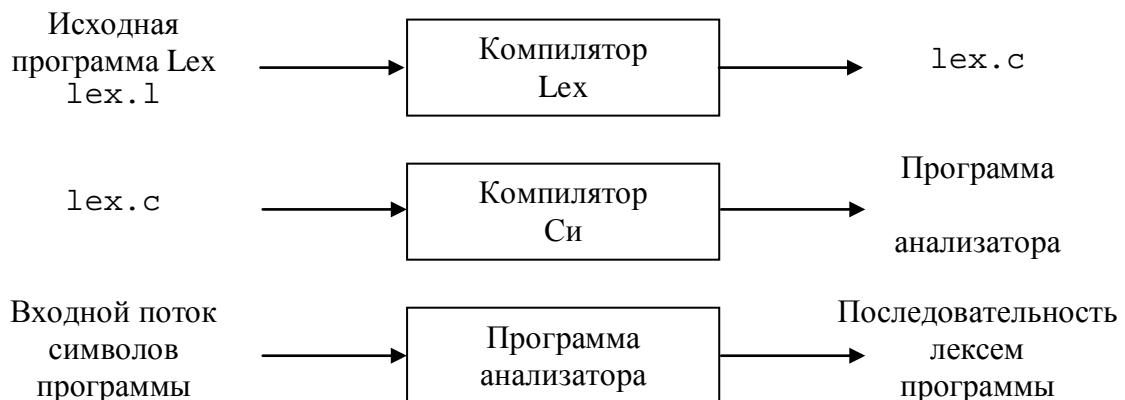 Исходная
программа Lex
lex.l
Компилятор
Lex
lex.c
lex.c
Компилятор
Си
Программа
анализатора
Входной поток
символов
программы
Программа
анализатора
Последовательность
лексем
программы